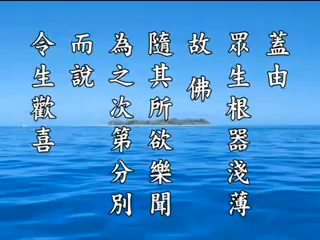 蓋由
眾生根器淺薄
故 佛
隨其所欲樂聞
為之次第分別
而說
令生歡喜